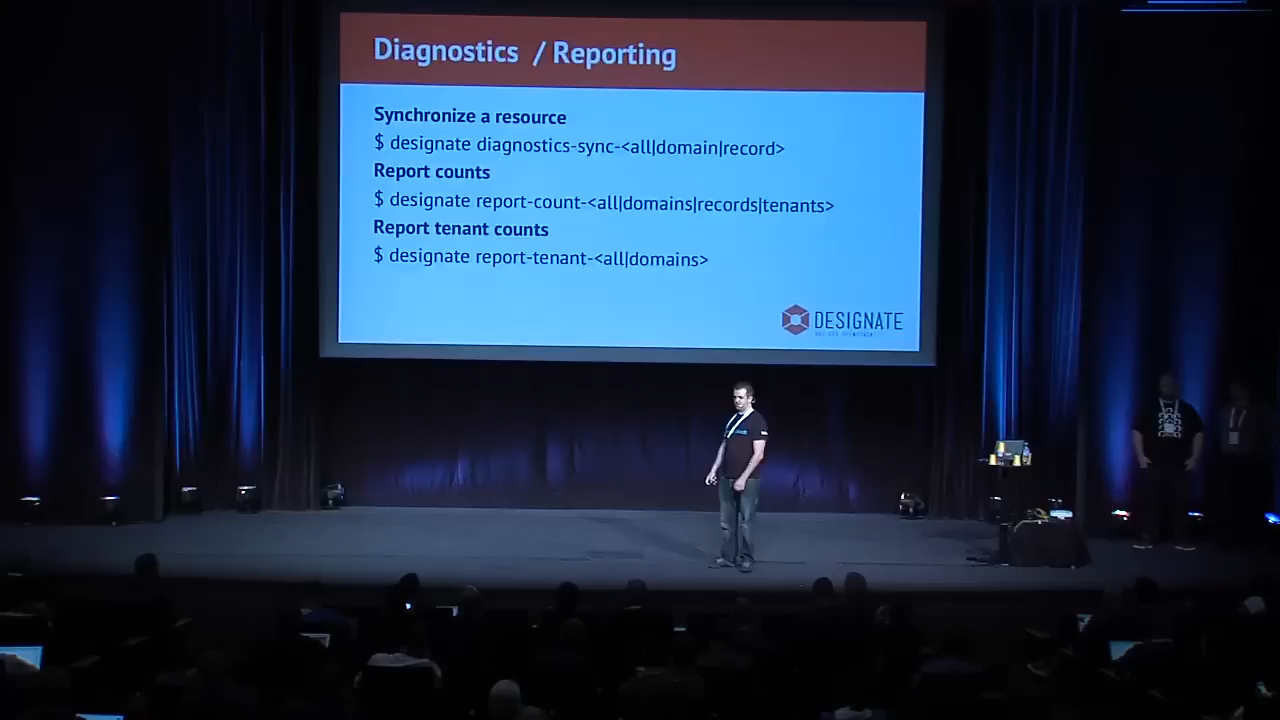 Diagnostics / Reporting
Synchronize a resource
$ designate diagnostics-sync-<all|domain|record>
Report counts
$ designate report-count-<all|domains|records|tenants>
Report tenant counts
$ designate report-tenant-<all|domains>
DESIGNATE